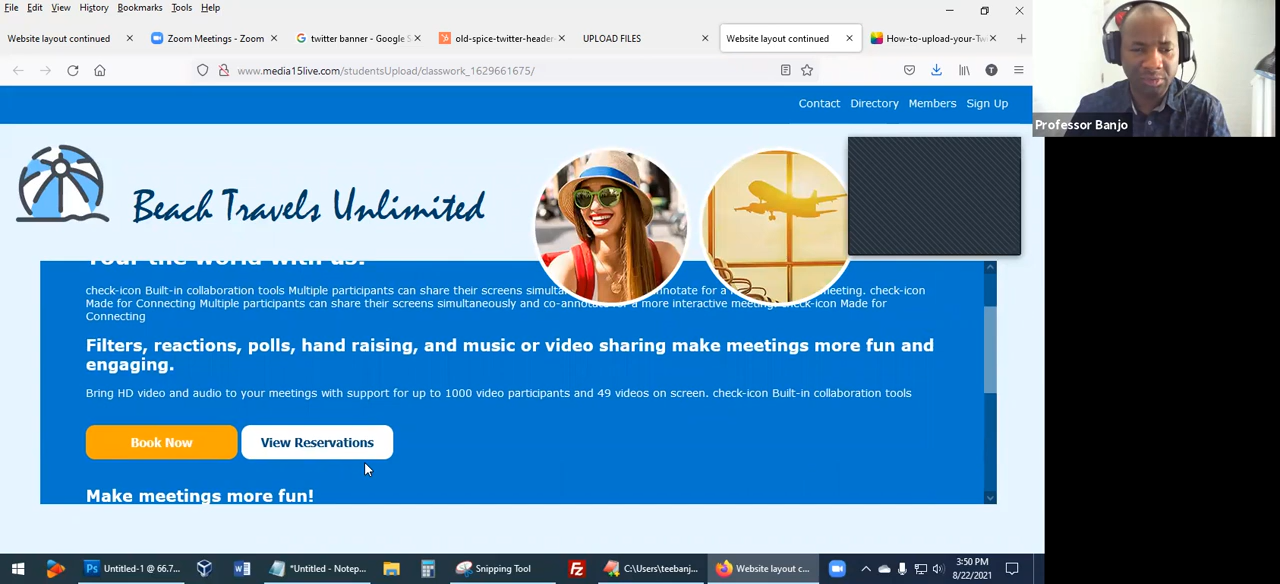 File Edit View History Bookmarks Tools Help
Website layout continued Zoom Meetings - Zoom twitter banner - Google S old-spice-twitter-header- UPLOAD FILES Website layout continued How-to-upload-your-Tw
www.media15live.com/studentsUpload/classwork_1629661675/
Contact Directory Members Sign Up
Professor Banjo
Beach Travels Unlimited
Tour the world with us!
check-icon Built-in collaboration tools Multiple participants can share their screens simulta annotate for a meeting. check-icon
Made for Connecting Multiple participants can share their screens simultaneously and co-annotate for a more interactive meeting. check-icon Made for
Connecting
Filters, reactions, polls, hand raising, and music or video sharing make meetings more fun and
engaging.
Bring HD video and audio to your meetings with support for up to 1000 video participants and 49 videos on screen. check-icon Built-in collaboration tools
Book Now View Reservations
Make meetings more fun!
Untitled-1 @ 66.7... *Untitled - Notep... Snipping Tool C:\Users\teebanj... Website layout c...
3:50 PM
8/22/2021